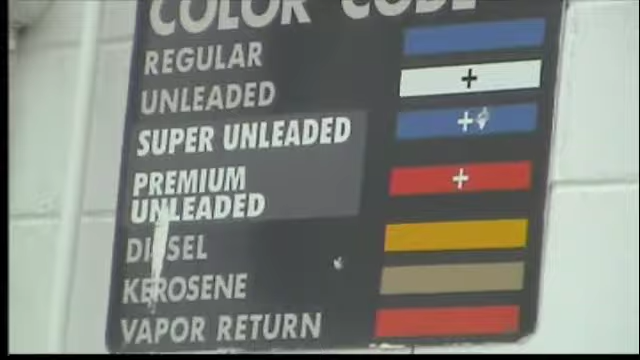 COLOR CODE
REGULAR
UNLEADED +
SUPER UNLEADED +
PREMIUM
UNLEADED +
DIESEL
KEROSENE
VAPOR RETURN